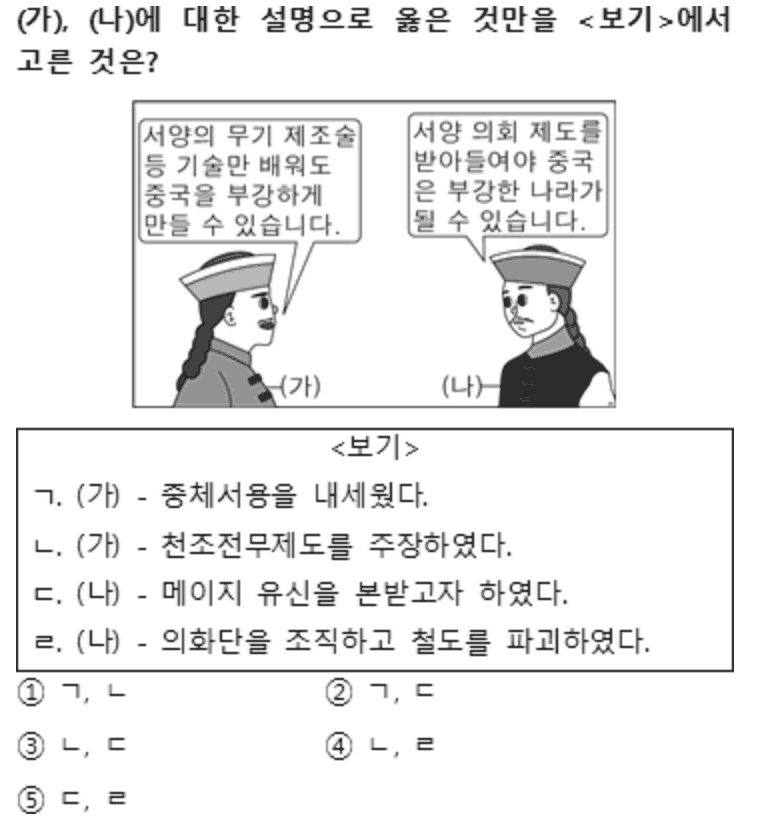 (가), (나)에 대한 설명으로 옳은 것만을 <보기>에서
고른 것은?
서양의 무기 제조술
등 기술만 배워도
중국을 부강하게
만들 수 있습니다.
서양 의회 제도를
받아들여야 중국
은 부강한 나라가
될 수 있습니다.
(가)
(나)
<보기>
ㄱ. (가) - 중체서용을 내세웠다.
ㄴ. (가) - 천조전무제도를 주장하였다.
ㄷ. (나) - 메이지 유신을 본받고자 하였다.
ㄹ. (나) - 의화단을 조직하고 철도를 파괴하였다.
① ㄱ, ㄴ ② ㄱ, ㄷ
③ ㄴ, ㄷ ④ ㄴ, ㄹ
⑤ ㄷ, ㄹ